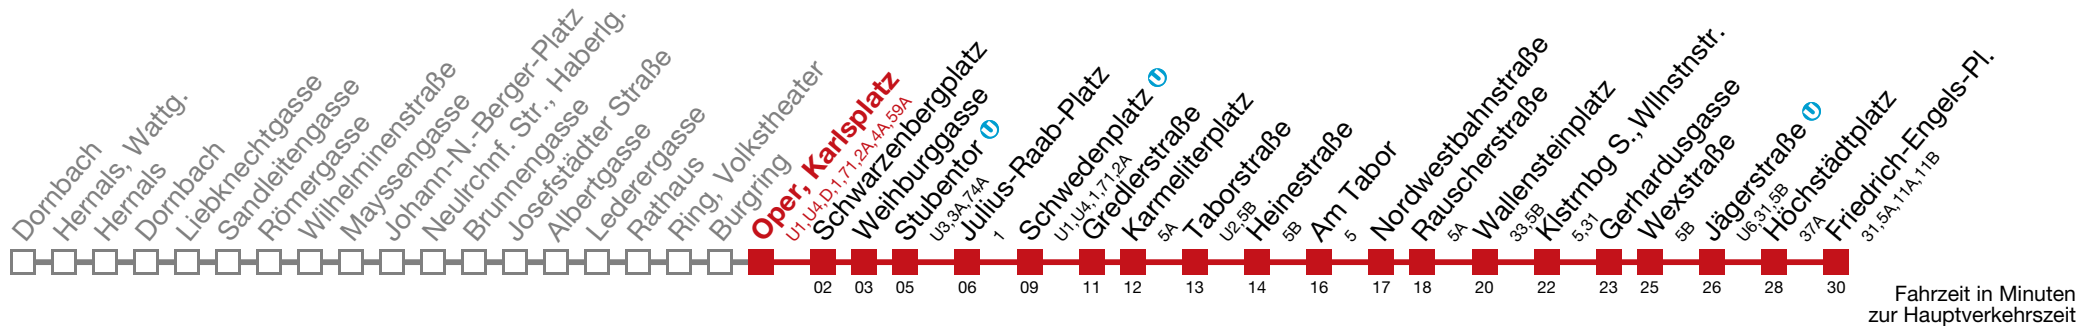 Dornbach
Hernals, Wattg.
Hernals
Dornbach
Liebknechtgasse
Sandleitengasse
Römergasse
Wilhelminenstraße
Mayssengasse
Johann-N.-Berger-Platz
Neulrchnf. Str., Haberlg.
Brunnengasse
Josefstädter Straße
Albertgasse
Lederergasse
Rathaus
Ring, Volkstheater
Burgring
Oper, Karlsplatz
U1,U4,D,1,71,2A,4A,59A
Schwarzenbergplatz
Weihburggasse
Stubentor U
U3,3A,74A
Julius-Raab-Platz
1
Schwedenplatz U
U1,U4,1,71,2A
Gredlerstraße
Karmeliterplatz
5A
Taborstraße
U2,5B
Heinestraße
5B
Am Tabor
5
Nordwestbahnstraße
Rauscherstraße
5A
Wallensteinplatz
33,5B
Klstrnbg S.,Wllnstnstr.
5,31
Gerhardusgasse
Wexstraße
5B
Jägerstraße U
U6,31,5B
Höchstädtplatz
37A
Friedrich-Engels-Pl.
31,5A,11A,11B
02 03 05 06 09 11 12 13 14 16 17 18 20 22 23 25 26 28 30
Fahrzeit in Minuten
zur Hauptverkehrszeit